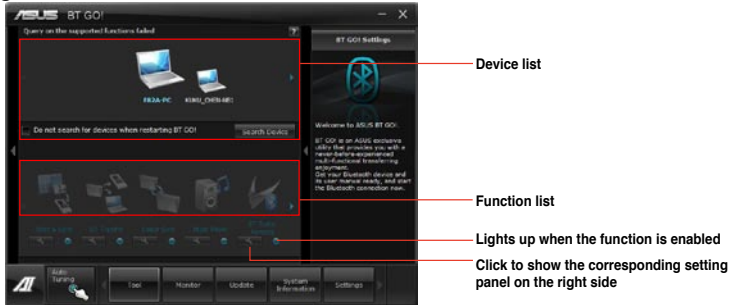 ASUS BT GO!
Query on the supported functions failed
?
BT GO! Settings
Device list
FB2A-PC
Do not search for devices when restarting BT GO!
Search Device
Welcome to ASUS BT GO!.
BT GO! is an ASUS exclusive
utility that provides you with a
never-before-experienced
multi-functional transferring
enjoyment.
Get your Bluetooth device and
its user manual ready, and start
the Bluetooth connection now.
Function list
Lights up when the function is enabled
Click to show the corresponding setting
panel on the right side
Auto
Tuning
Tool
Monitor
Update
System
Information
Settings